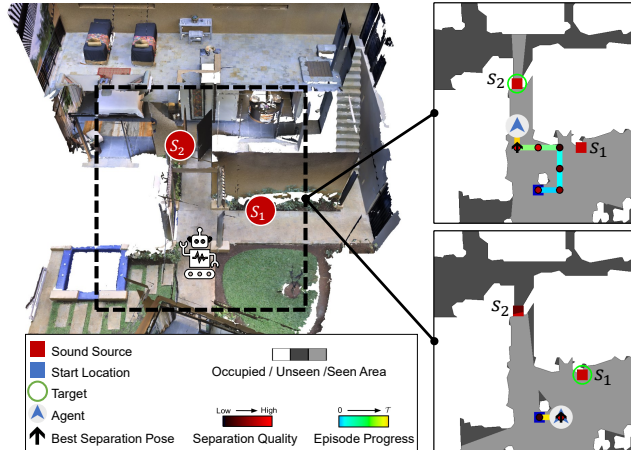 S₂
S₁
S₂
S₁
S₂
S₁
Sound Source
Start Location
Target
Agent
Best Separation Pose
Occupied / Unseen /Seen Area
Low → High
Separation Quality
0 → T
Episode Progress